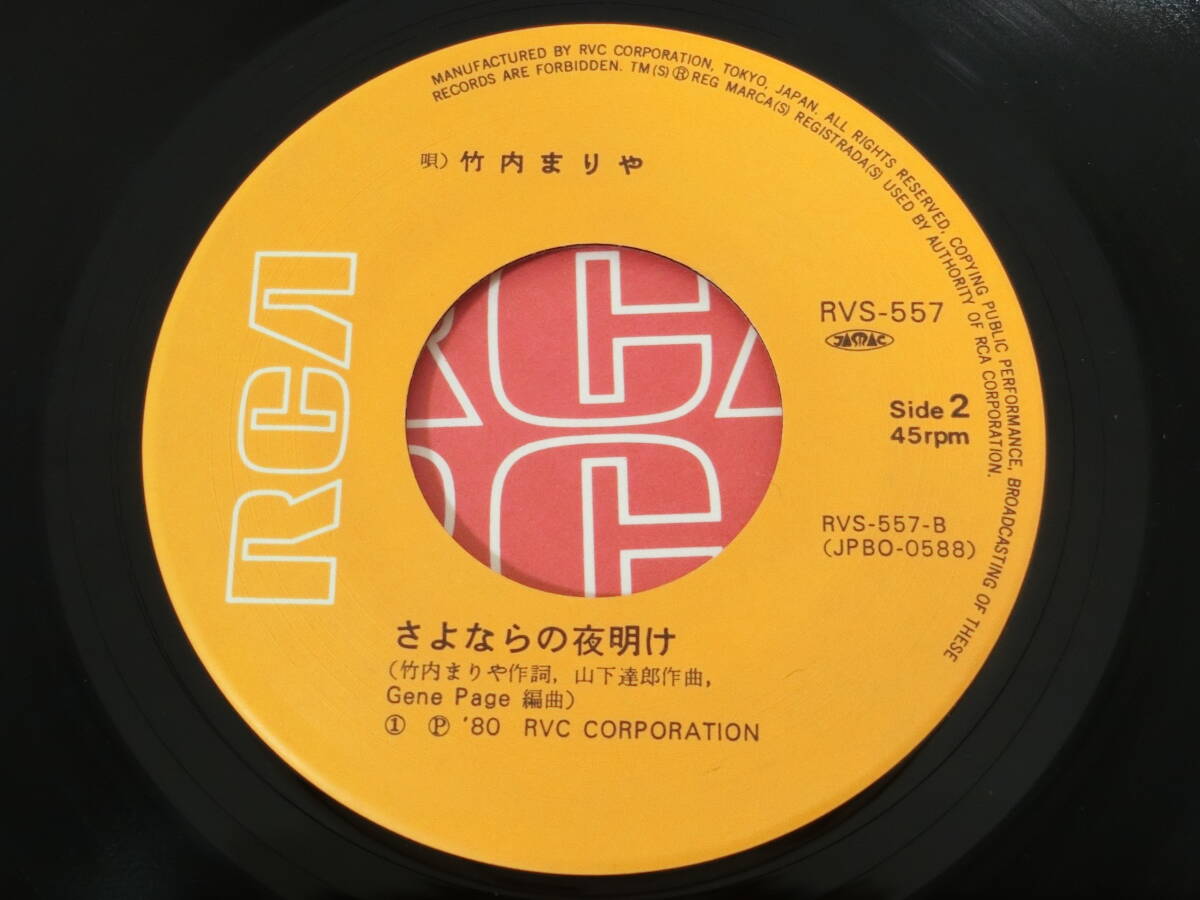 MANUFACTURED BY RVC CORPORATION, TOKYO, JAPAN. ALL RIGHTS RESERVED, COPYING PUBLIC PERFORMANCE, BROADCASTING OF THESE
RECORDS ARE FORBIDDEN. TM(S)®REG MARCA(S) REGISTRADA(S) USED BY AUTHORITY OF RCA CORPORATION.
唄)竹内まりや
RCA
RVS-557
JASRAC
Side 2
45rpm
RVS-557-B
(JPBO-0588)
さよならの夜明け
(竹内まりや作詞, 山下達郎作曲,
Gene Page 編曲)
① Ⓟ '80 RVC CORPORATION